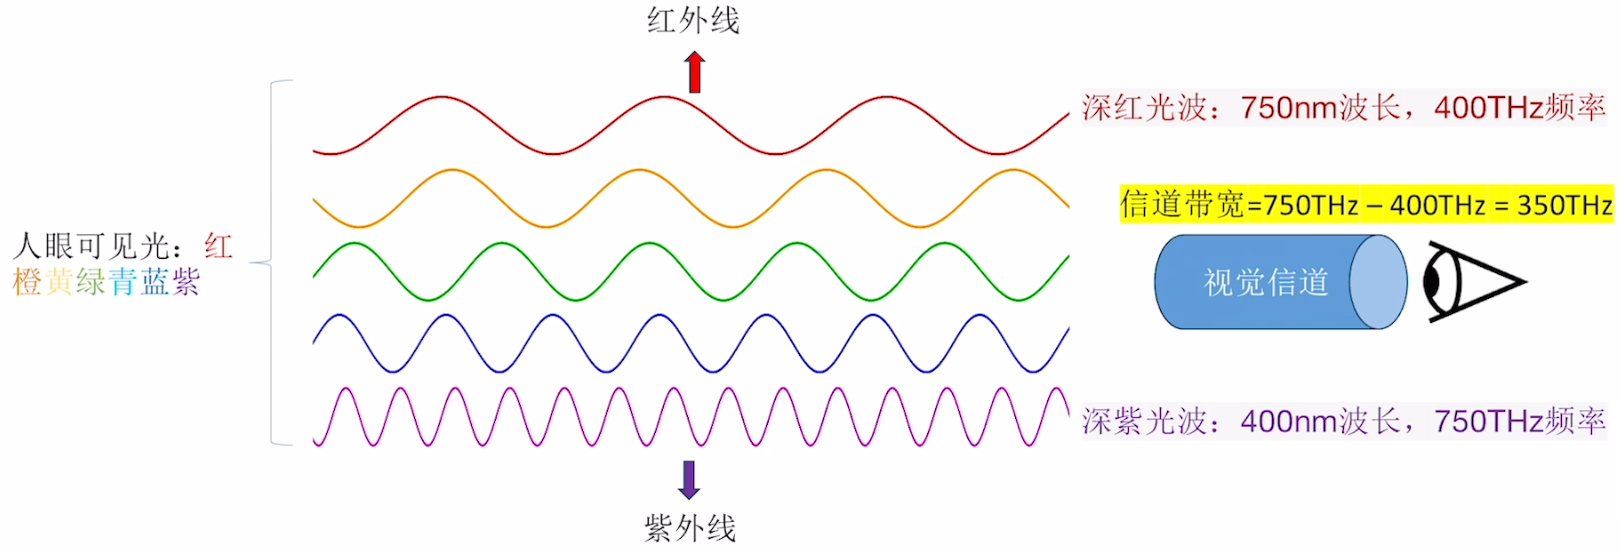 红外线
深红光波：750nm波长，400THz频率
信道带宽=750THz – 400THz = 350THz
人眼可见光：红
橙黄绿青蓝紫
视觉信道
深紫光波：400nm波长，750THz频率
紫外线